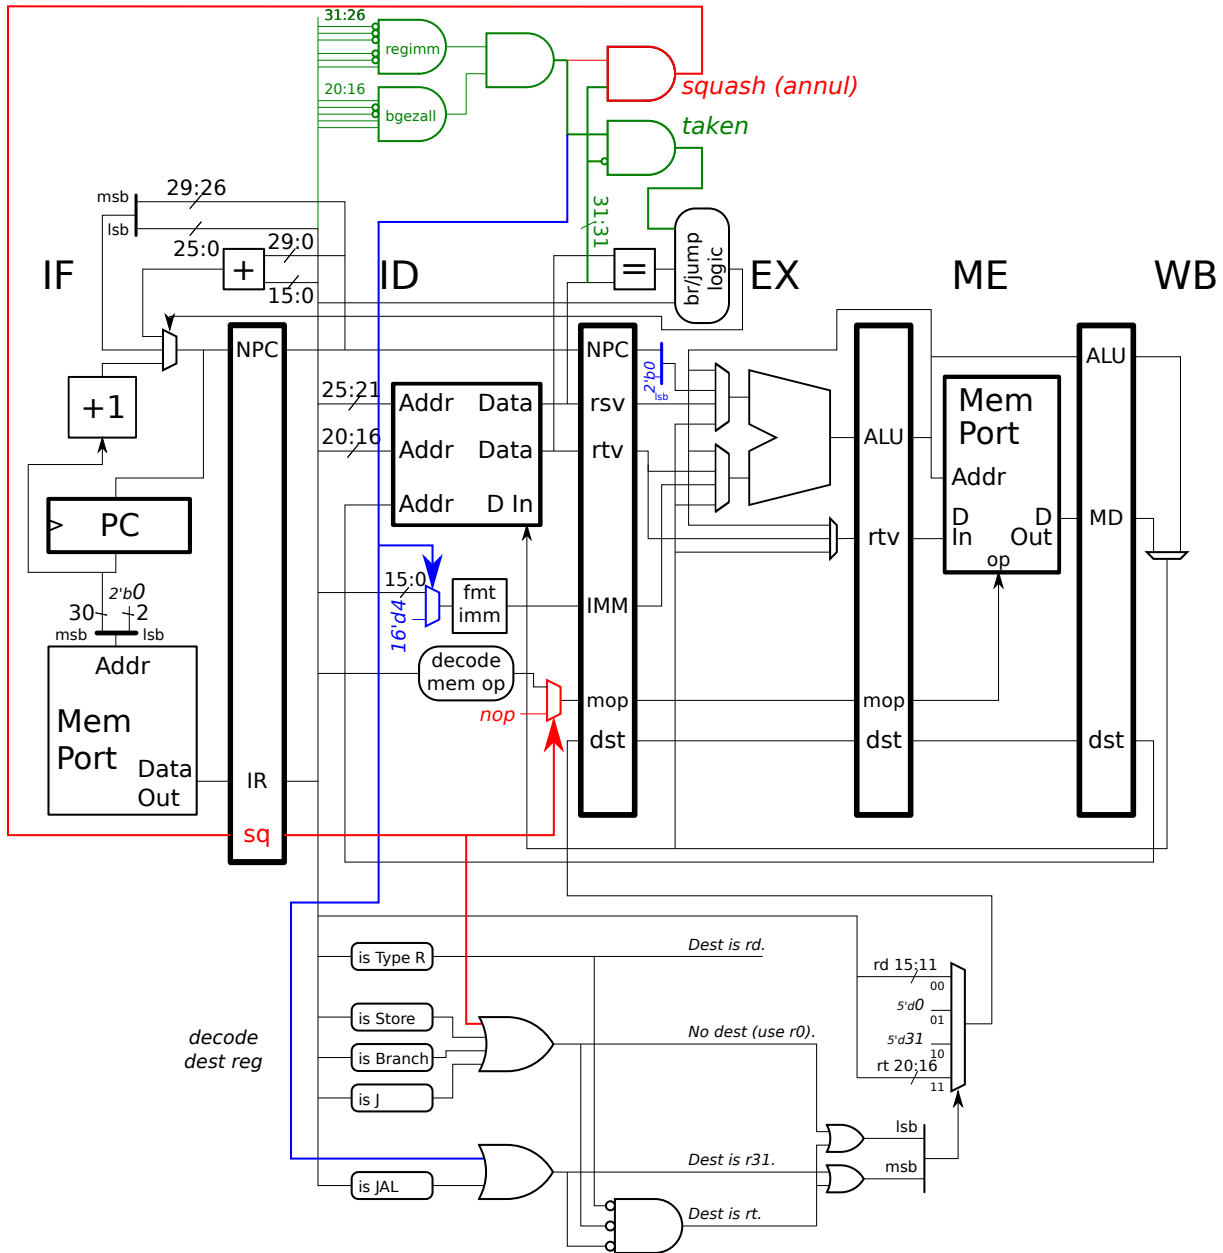 31:26
regimm
20:16
bgezall
squash (annul)
taken
msb
29:26
lsb
25:0
29:0
15:0
31:31
IF
ID
EX
ME
WB
+
=
br/jump
logic
NPC
NPC
2'b0
lsb
ALU
+1
25:21
Addr
Data
rsv
Mem
Port
20:16
Addr
Data
rtv
ALU
Addr
Addr
D In
PC
D
In
D
Out
op
MD
rtv
2'b0
30
2
msb
lsb
15:0
16'd4
fmt
imm
IMM
Addr
decode
mem op
nop
mop
mop
Mem
Port
dst
dst
dst
Data
Out
IR
sq
is Type R
Dest is rd.
rd 15:11
00
5'd0
01
is Store
decode
dest reg
No dest (use r0).
5'd31
10
is Branch
rt 20:16
11
is J
lsb
Dest is r31.
msb
is JAL
Dest is rt.